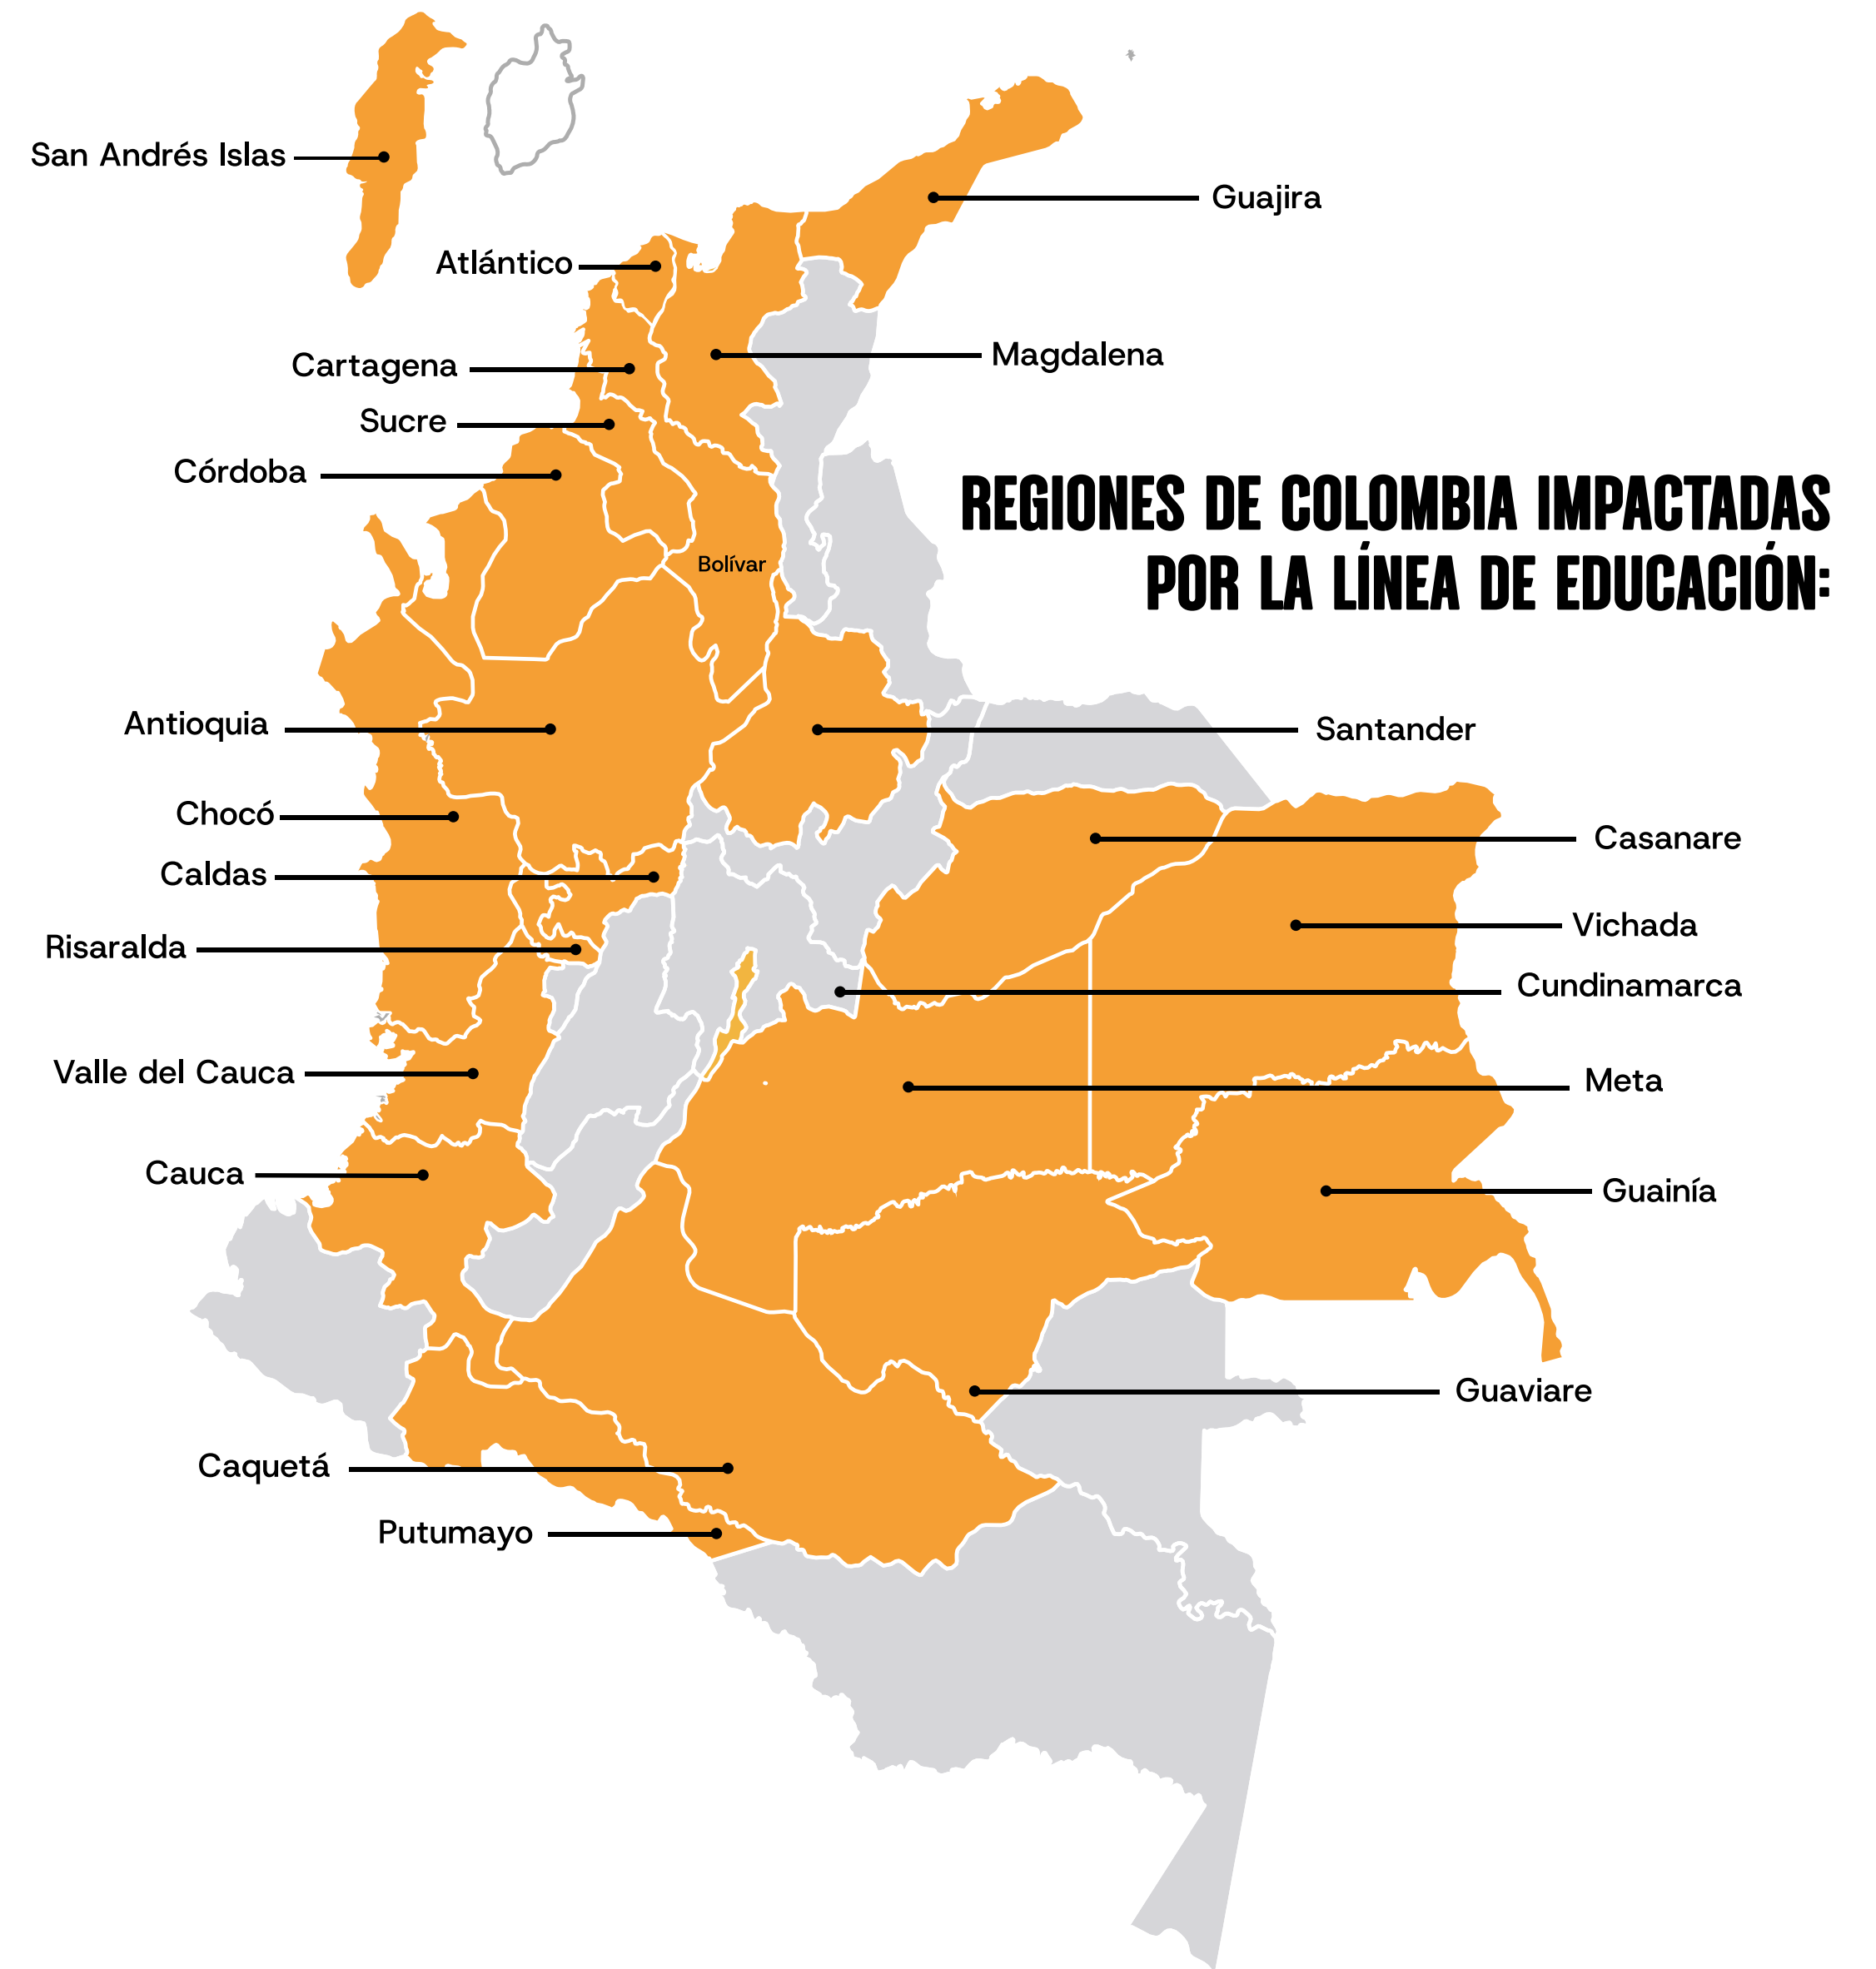 San Andrés Islas
Guajira
Atlántico
Magdalena
Cartagena
Sucre
Córdoba
REGIONES DE COLOMBIA IMPACTADAS
POR LA LÍNEA DE EDUCACIÓN:
Bolívar
Antioquia
Santander
Chocó
Casanare
Caldas
Vichada
Risaralda
Cundinamarca
Valle del Cauca
Meta
Cauca
Guainía
Guaviare
Caquetá
Putumayo